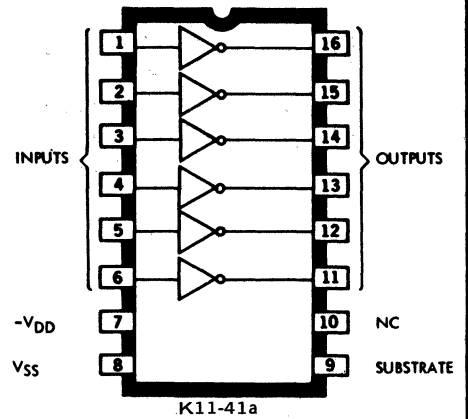 1 16
2 15
3 14
INPUTS OUTPUTS
4 13
5 12
6 11
-VDD 7 10 NC
VSS 8 9 SUBSTRATE
K11-41a